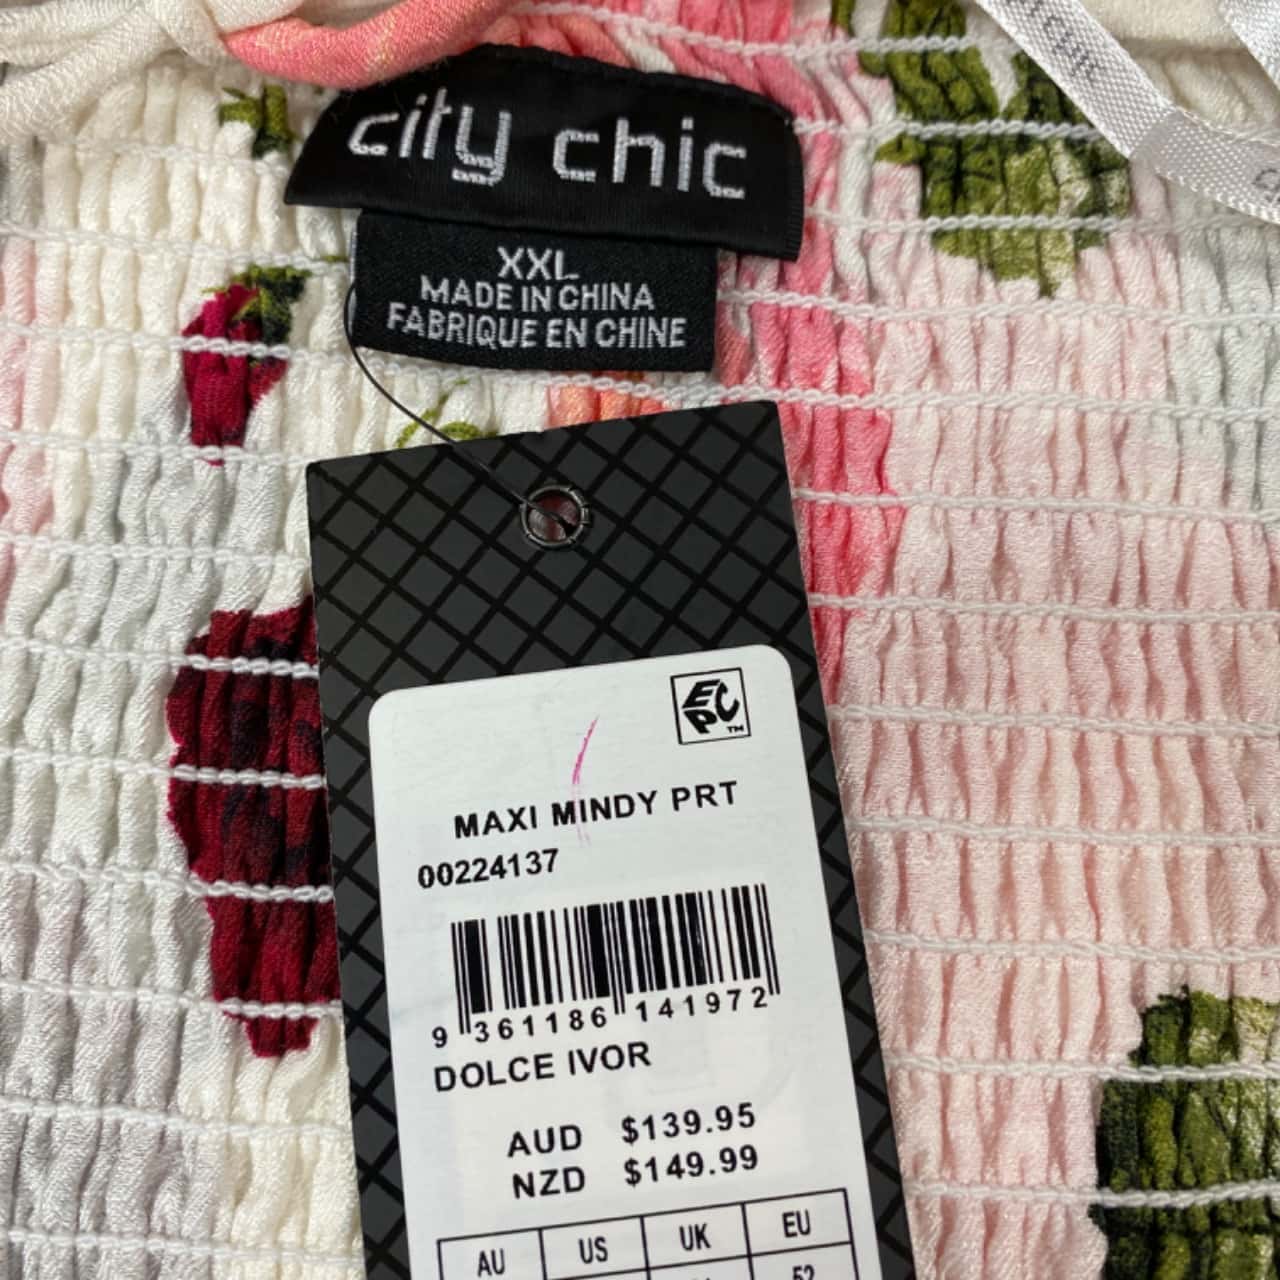 city chic
XXL
MADE IN CHINA
FABRIQUE EN CHINE
EPC™
MAXI MINDY PRT
00224137
9 361186 141972
DOLCE IVOR
AUD $139.95
NZD $149.99
AU US UK EU
52